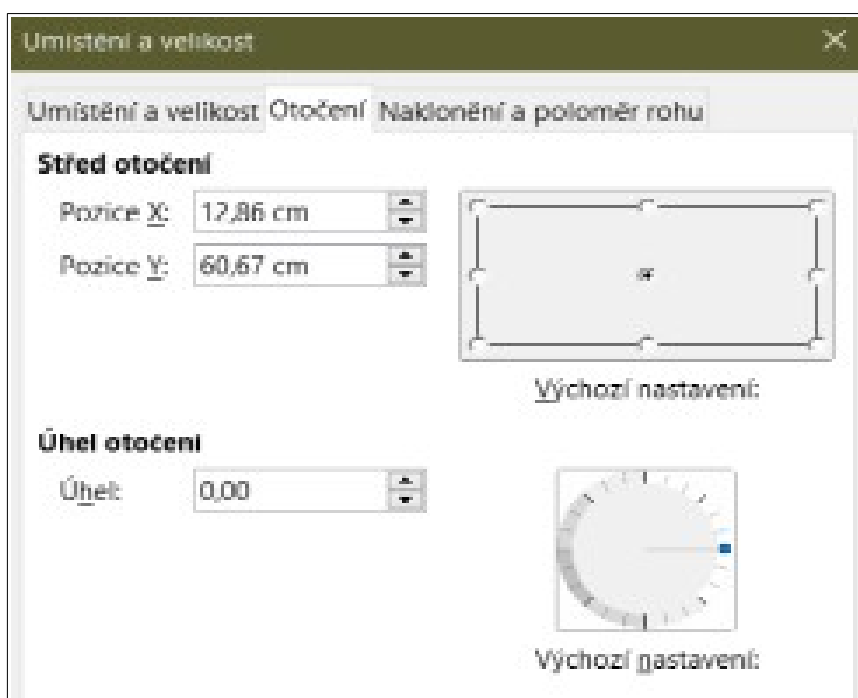 Umístění a velikost
Umístění a velikost Otočení Naklonění a poloměr rohu
Střed otočení
Pozice X: 12,86 cm
Pozice Y: 60,67 cm
Výchozí nastavení:
Úhel otočení
Úhel: 0,00
Výchozí nastavení: